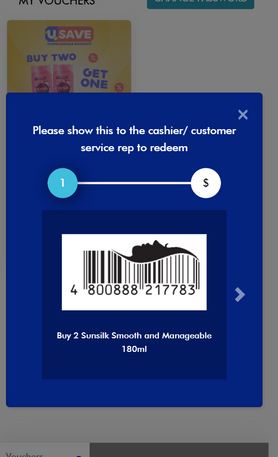 MY VOUCHERS
U SAVE
BUY TWO
GET
ONE
×
Please show this to the cashier/ customer
service rep to redeem
1
$
4 800888 217783
Buy 2 Sunsilk Smooth and Manageable
180ml
Vouchers